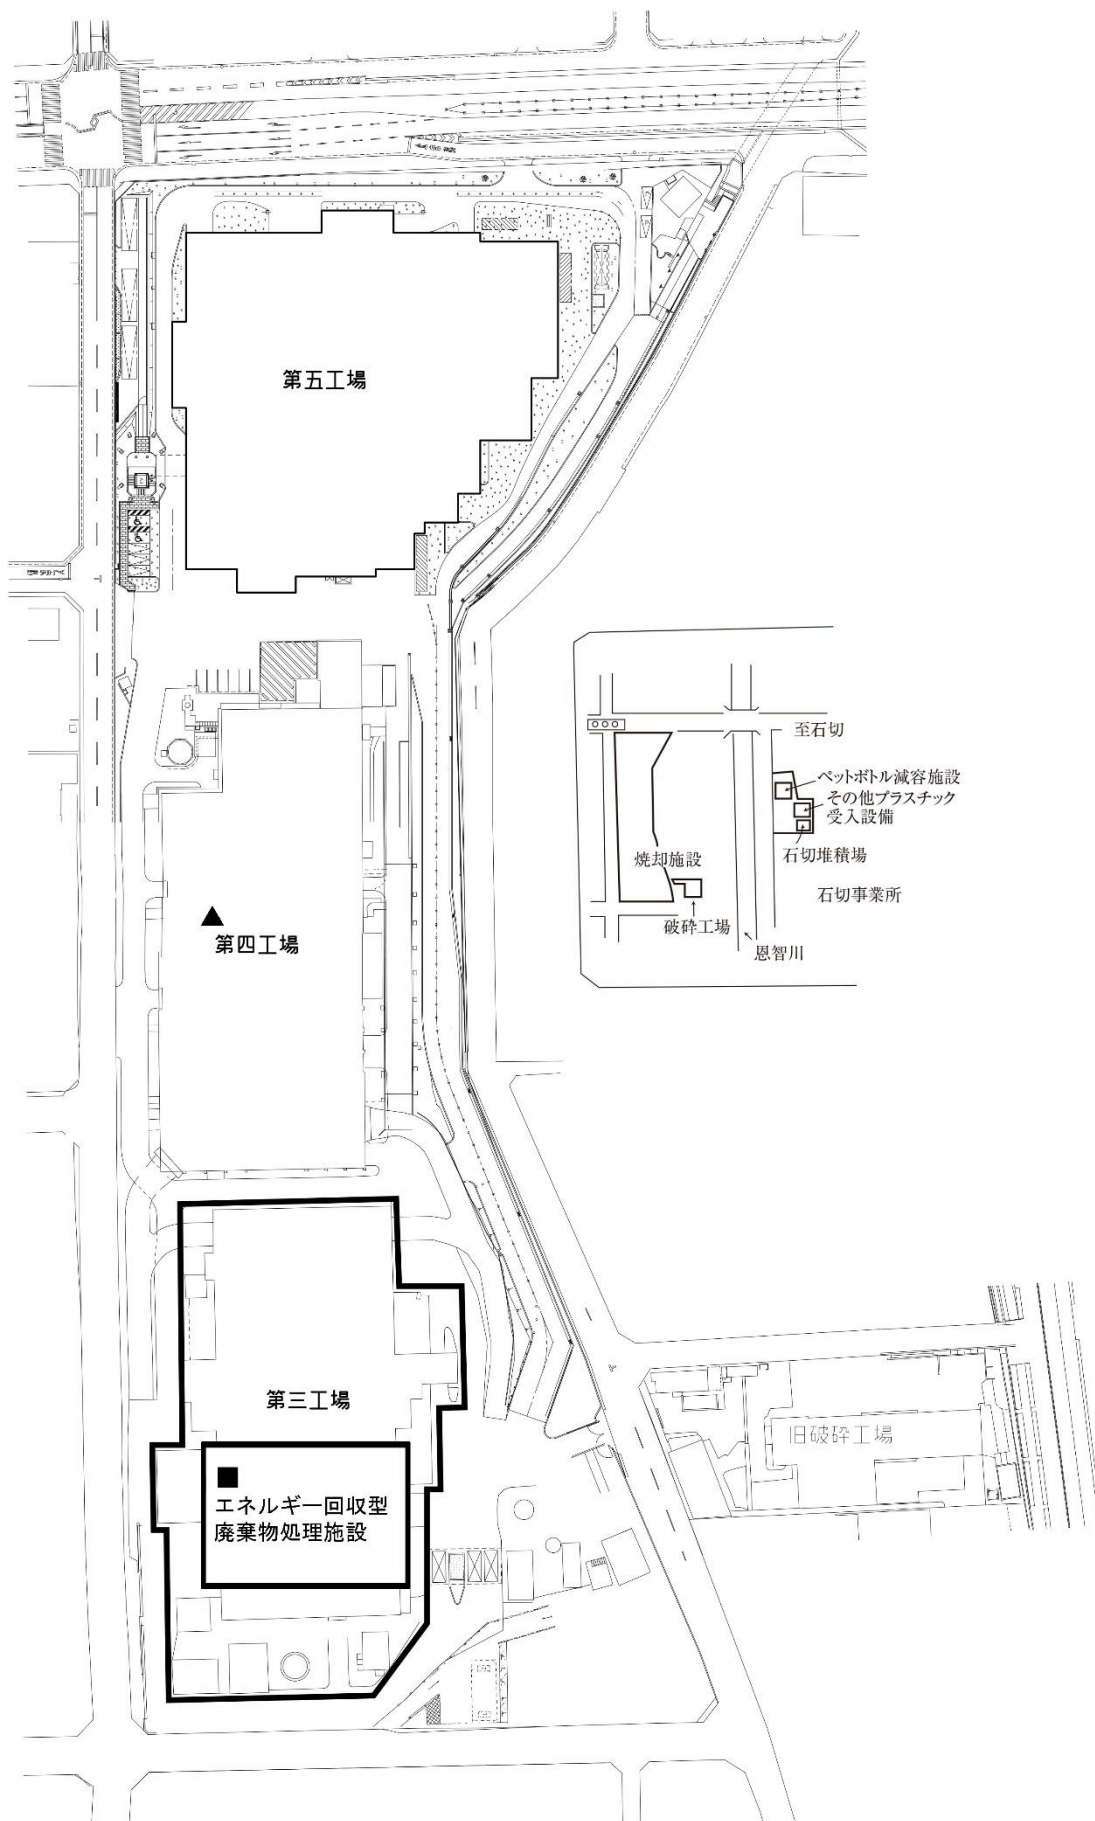 第五工場
至石切
ペットボトル減容施設
その他プラスチック
受入設備
石切堆積場
焼却施設
石切事業所
破砕工場
恩智川
第四工場
第三工場
旧破砕工場
エネルギー回収型
廃棄物処理施設